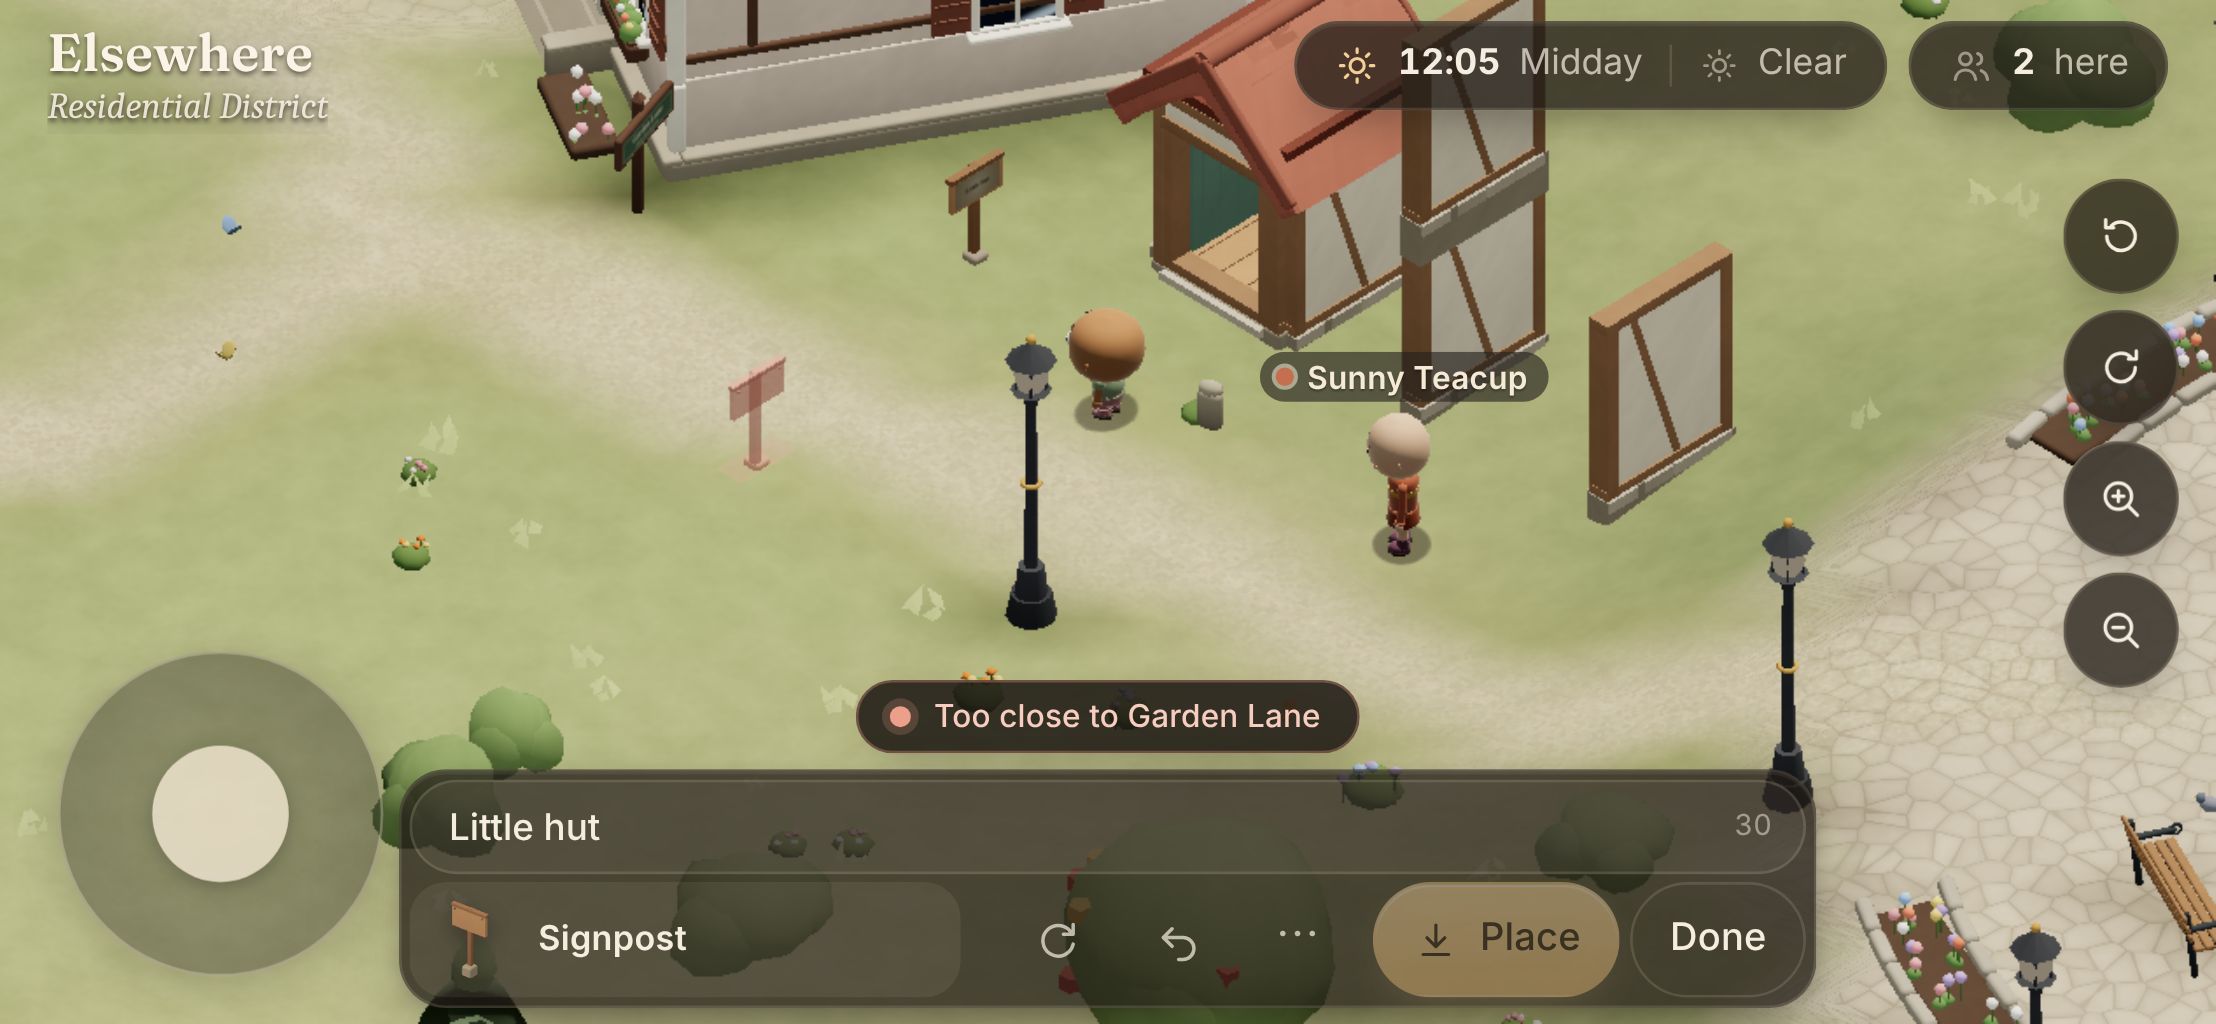 Elsewhere
Residential District
12:05 Midday Clear
2 here
Sunny Teacup
Too close to Garden Lane
Little hut 30
Signpost
Place
Done